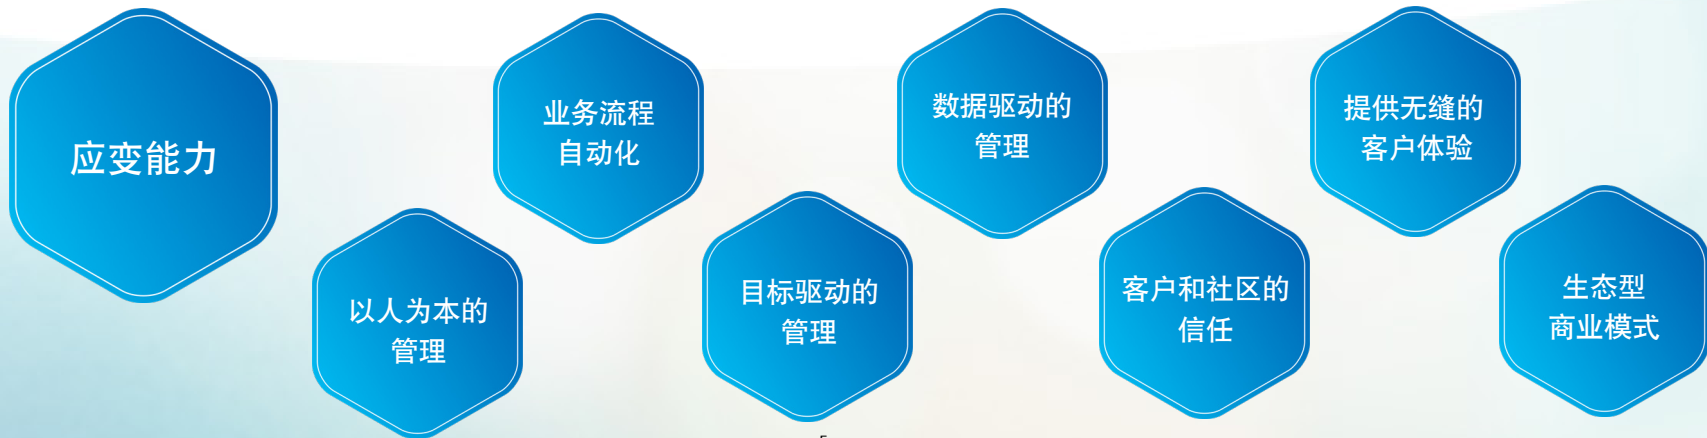 应变能力
以人为本的
管理
业务流程
自动化
目标驱动的
管理
数据驱动的
管理
客户和社区的
信任
提供无缝的
客户体验
生态型
商业模式